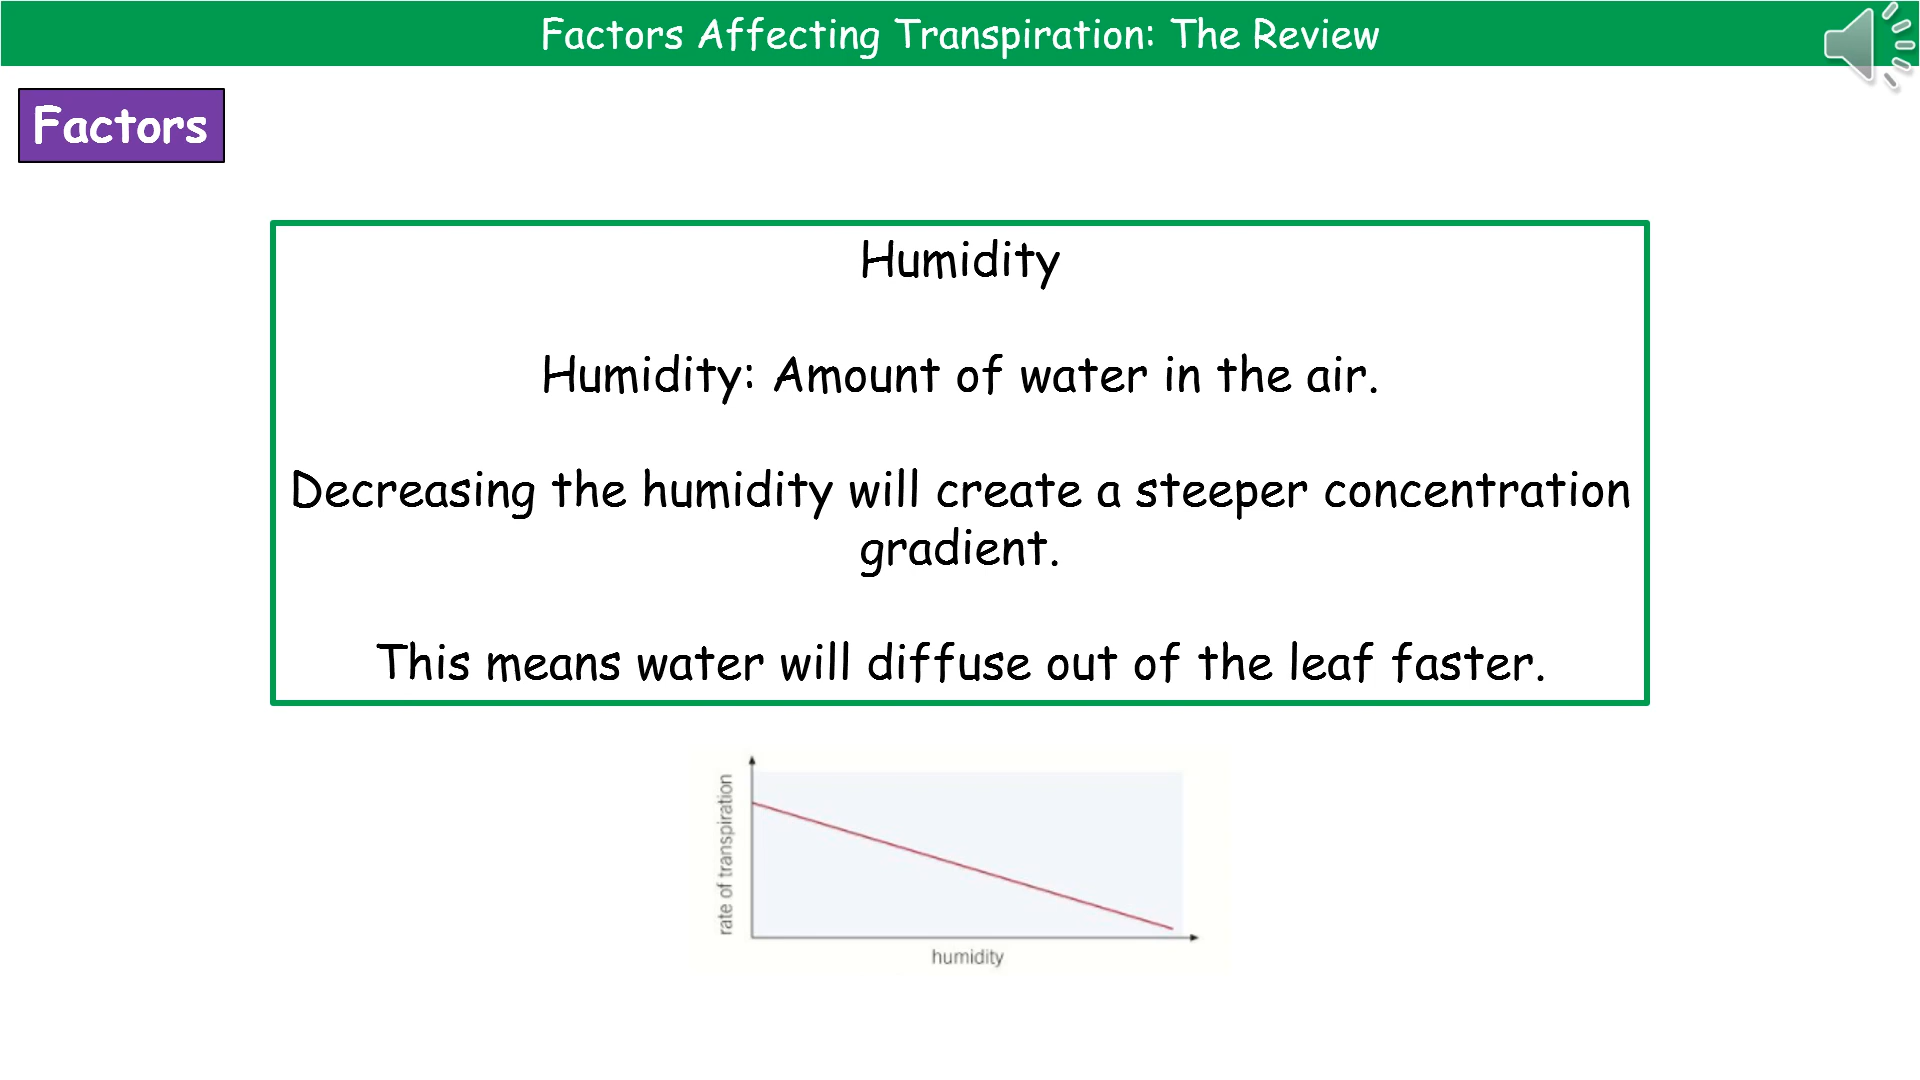 Factors Affecting Transpiration: The Review
Factors
Humidity
Humidity: Amount of water in the air.
Decreasing the humidity will create a steeper concentration
gradient.
This means water will diffuse out of the leaf faster.
rate of transpiration
humidity